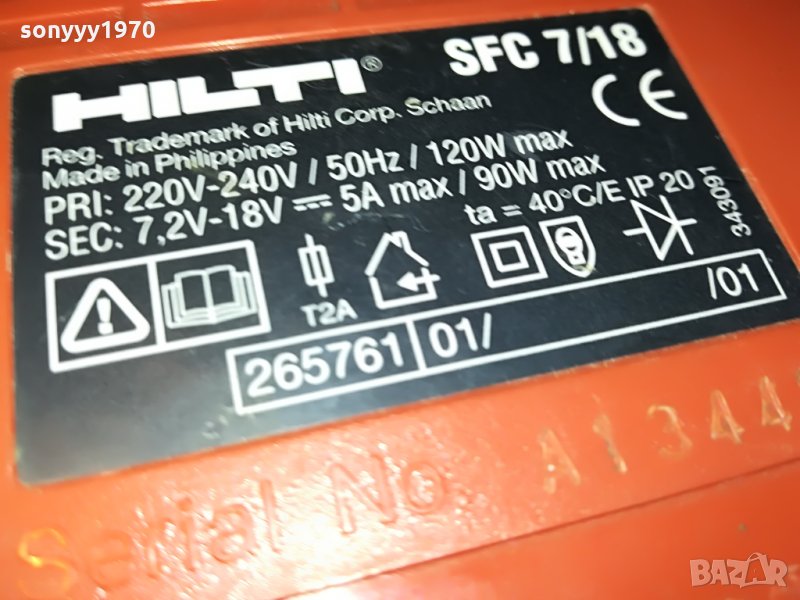 sonyyy1970
HILTI® SFC 7/18
Reg. Trademark of Hilti Corp. Schaan
Made in Philippines
PRI: 220V-240V / 50Hz / 120W max
SEC: 7,2V-18V ⎓ 5A max / 90W max
ta = 40°C/E IP 20
CE
343091
T2A
265761 01/ /01
Serial No. A1344
BAZAR